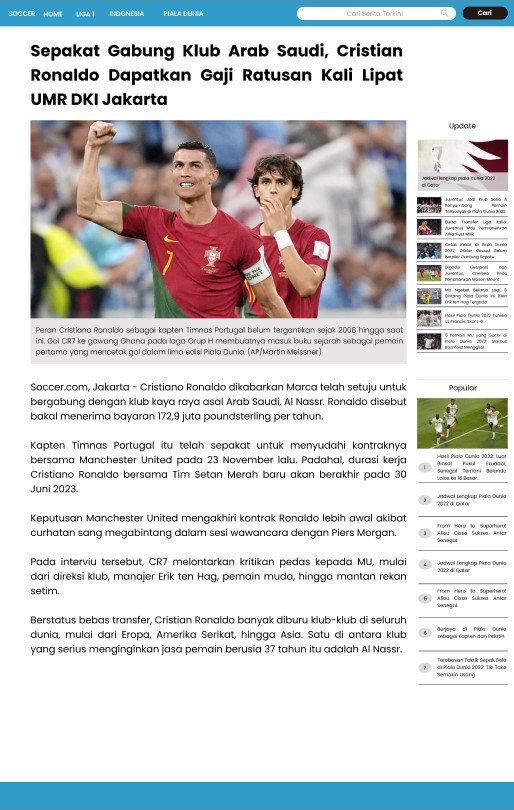 SOCCER HOME LIGA 1 INDONESIA PIALA DUNIA Cari Berita Terkini Cari
Sepakat Gabung Klub Arab Saudi, Cristian
Ronaldo Dapatkan Gaji Ratusan Kali Lipat
UMR DKI Jakarta
Peran Cristiano Ronaldo sebagai kapten Timnas Portugal belum tergantikan sejak 2008 hingga saat
ini. Gol CR7 ke gawang Ghana pada laga Grup H membuatnya masuk buku sejarah sebagai pemain
pertama yang mencetak gol dalam lima edisi Piala Dunia. (AP/Martin Meissner)
Soccer.com, Jakarta - Cristiano Ronaldo dikabarkan Marca telah setuju untuk
bergabung dengan klub kaya raya asal Arab Saudi, Al Nassr. Ronaldo disebut
bakal menerima bayaran 172,9 juta poundsterling per tahun.
Kapten Timnas Portugal itu telah sepakat untuk menyudahi kontraknya
bersama Manchester United pada 23 November lalu. Padahal, durasi kerja
Cristiano Ronaldo bersama Tim Setan Merah baru akan berakhir pada 30
Juni 2023.
Keputusan Manchester United mengakhiri kontrak Ronaldo lebih awal akibat
curhatan sang megabintang dalam sesi wawancara dengan Piers Morgan.
Pada interviu tersebut, CR7 melontarkan kritikan pedas kepada MU, mulai
dari direksi klub, manajer Erik ten Hag, pemain muda, hingga mantan rekan
setim.
Berstatus bebas transfer, Cristian Ronaldo banyak diburu klub-klub di seluruh
dunia, mulai dari Eropa, Amerika Serikat, hingga Asia. Satu di antara klub
yang serius menginginkan jasa pemain berusia 37 tahun itu adalah Al Nassr.
Update
Jadwal lengkap piala dunia 2022
di Qatar
Juventus Jadi Klub Serie A
Penyumbang Pemain
Terbanyak di Piala Dunia 2022
Bursa Transfer Liga Italia:
Juventus Mau Permanenkan
Arkadiusz Milik
Cetak Rekor di Piala Dunia
2022, Olivier Giroud Belum
Berpikir Gantung Sepatu
Digoda Liverpool dan
Juventus, Chelsea Pede
Pertahankan Mason Mount
MU Ngebet Belanja Lagi, 5
Bintang Piala Dunia Ini Bikin
Erik ten Hag Tergoda
Hasil Piala Dunia 2022 Tunisia
vs Prancis: Skor 1-0
5 Pemain MU yang Gacor di
Piala Dunia 2022: Marcus
Rashford Menggila
Popular
1 Hasil Piala Dunia 2022: Luar
Biasa! Pukul Ekuador,
Senegal Temani Belanda
Lolos ke 16 Besar.
2 Jadwal Lengkap Piala Dunia
2022 di Qatar
3 From Hero to Superhero!
Aliou Cisse Sukses Antar
Senegal
4 Jadwal Lengkap Piala Dunia
2022 di Qatar
5 From Hero to Superhero!
Aliou Cisse Sukses Antar
Senegal
6 Berjaya di Piala Dunia
sebagai Kapten dan Pelatih
7 Terobosan Taktik Sepak Bola
di Piala Dunia 2022: Tiki Taka
Semakin Usang